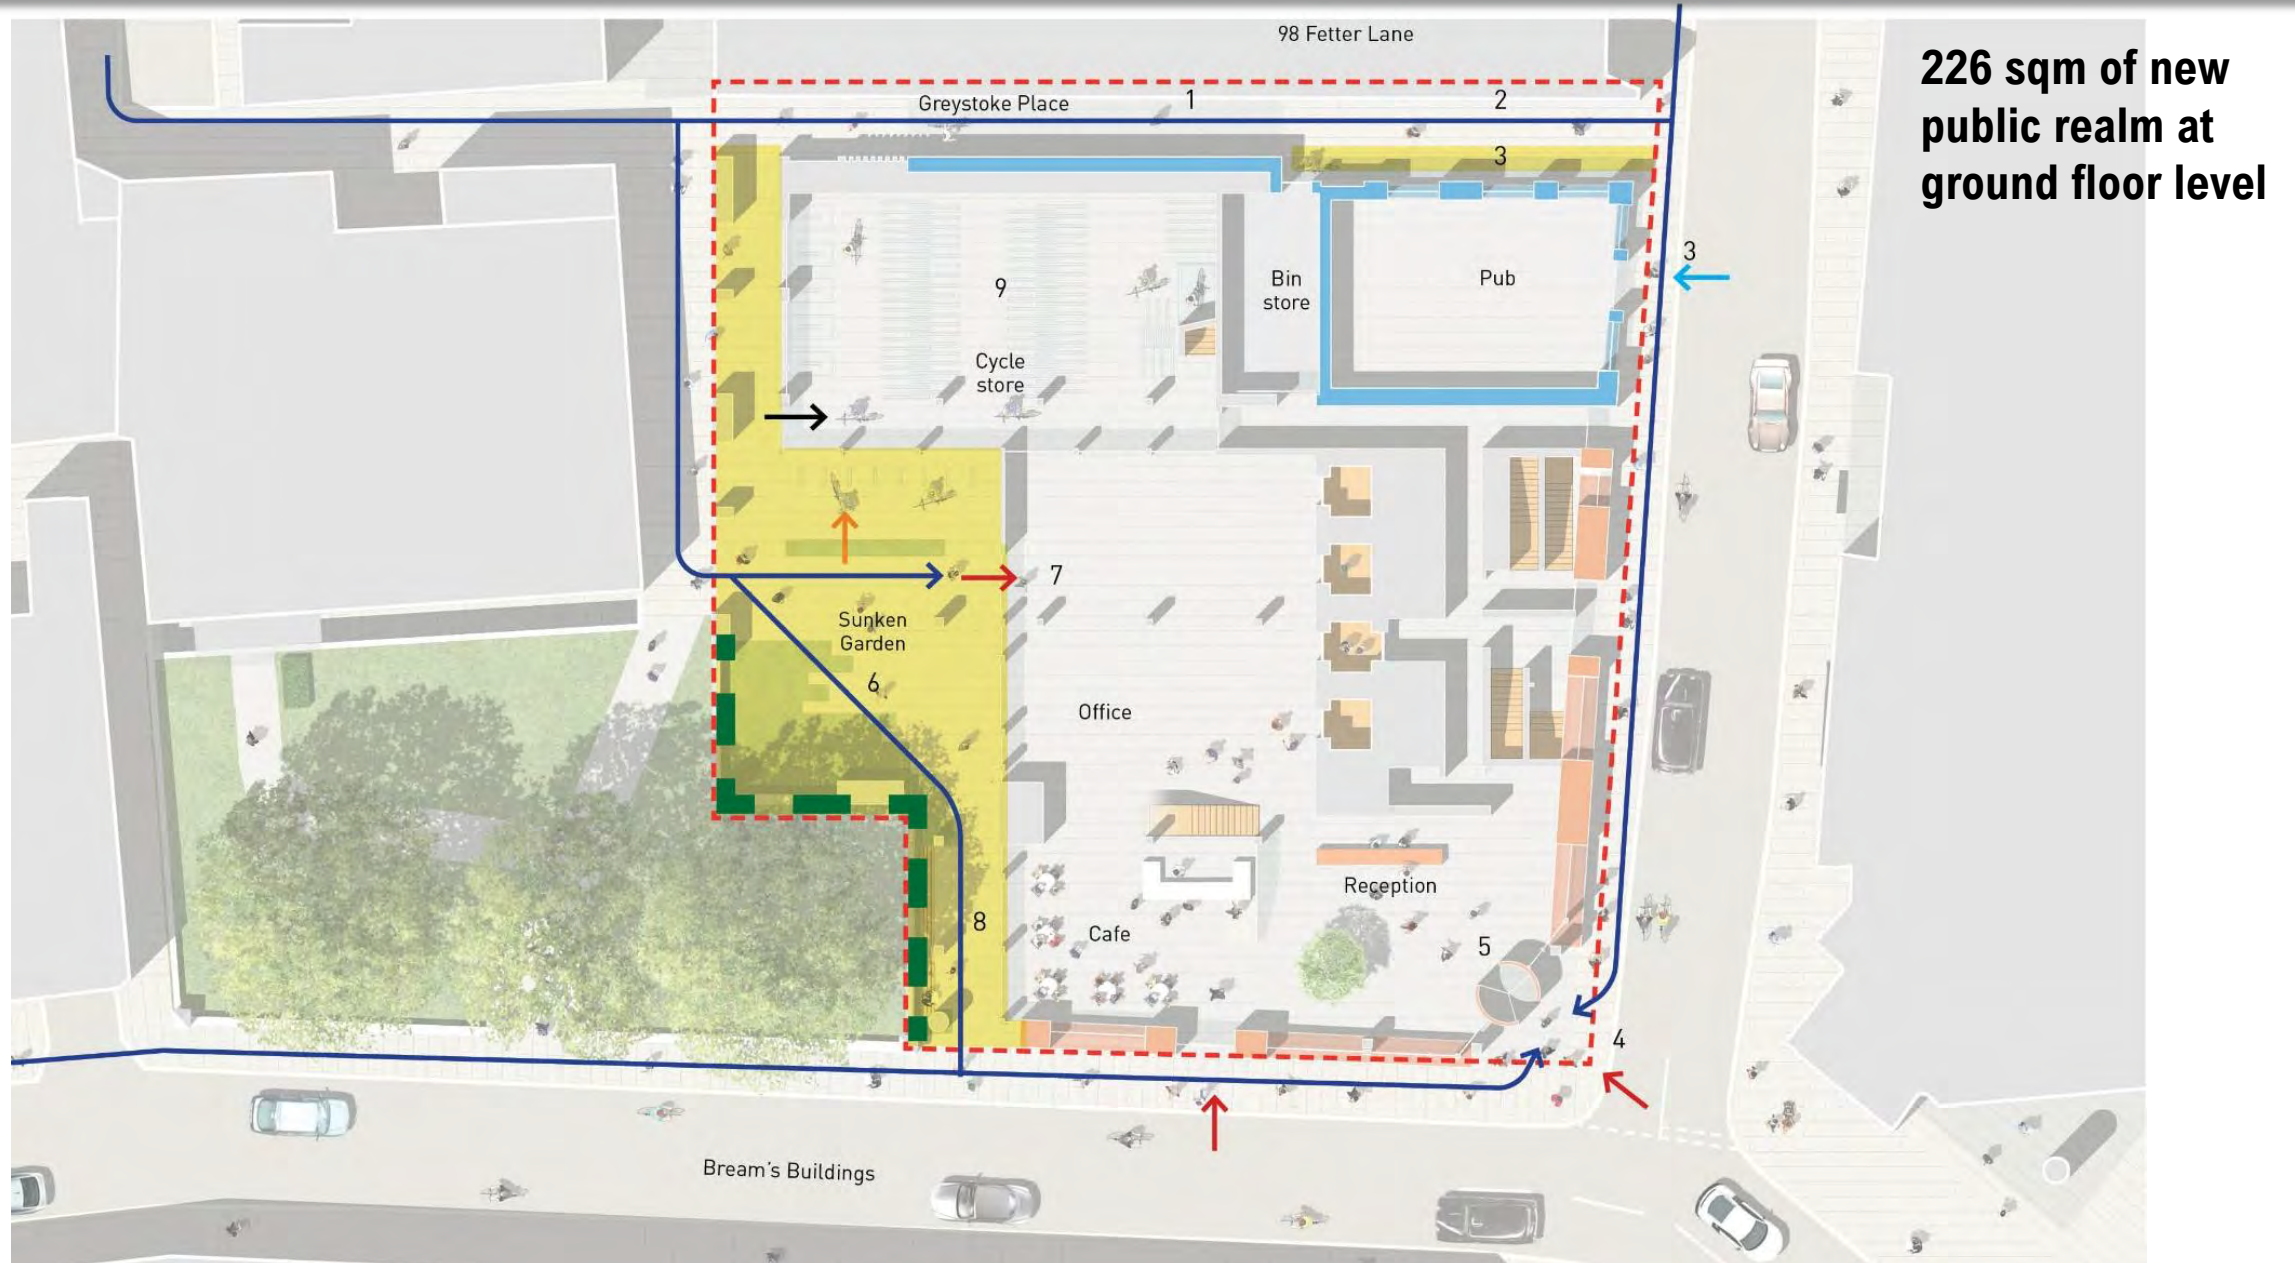 98 Fetter Lane
226 sqm of new
public realm at
ground floor level
Greystoke Place
1
2
3
3
9
Bin
store
Pub
Cycle
store
7
Sunken
Garden
6
Office
Reception
8
Cafe
5
4
Bream's Buildings